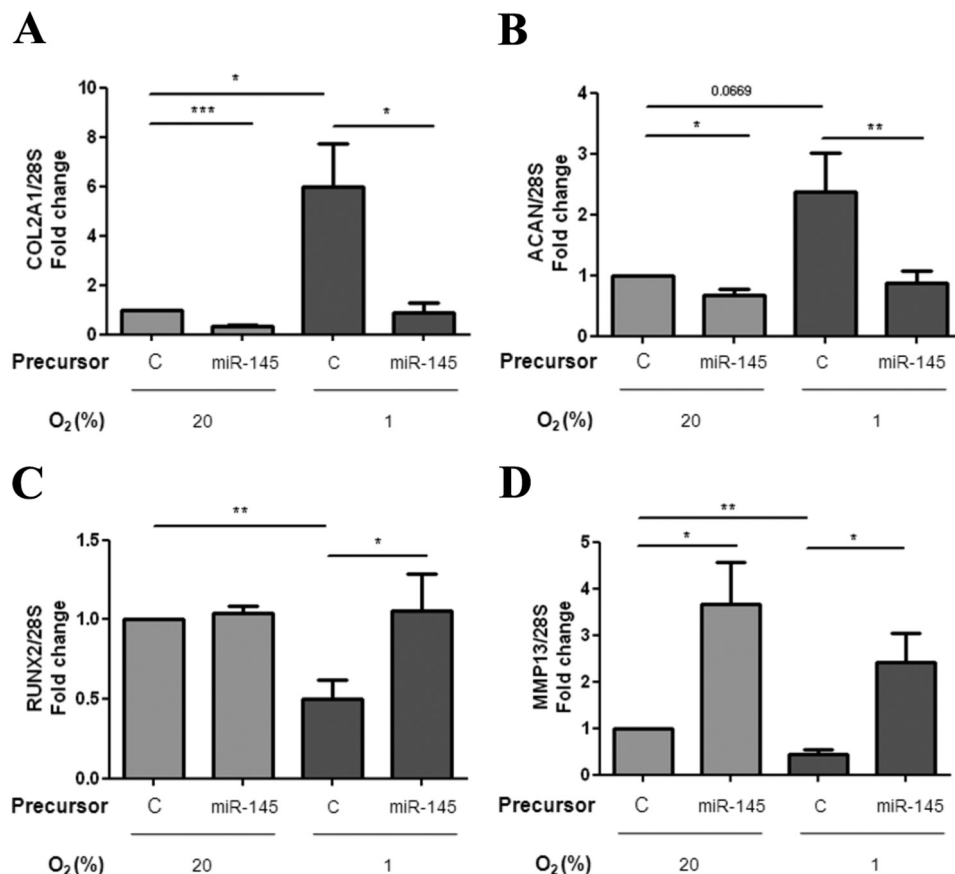 A
COL2A1/28S
Fold change
10
8
6
4
2
0
*
***
*
Precursor C miR-145 C miR-145
O₂(%) 20 1
B
ACAN/28S
Fold change
4
3
2
1
0
0.0669
*
**
Precursor C miR-145 C miR-145
O₂(%) 20 1
C
RUNX2/28S
Fold change
1.5
1.0
0.5
0.0
**
*
Precursor C miR-145 C miR-145
O₂(%) 20 1
D
MMP13/28S
Fold change
5
4
3
2
1
0
**
*
*
Precursor C miR-145 C miR-145
O₂(%) 20 1